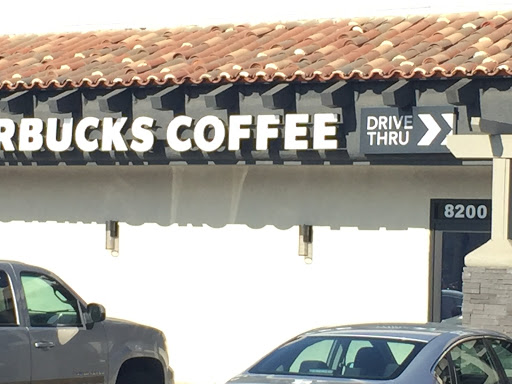 RBUCKS COFFEE
DRIVE
THRU
8200